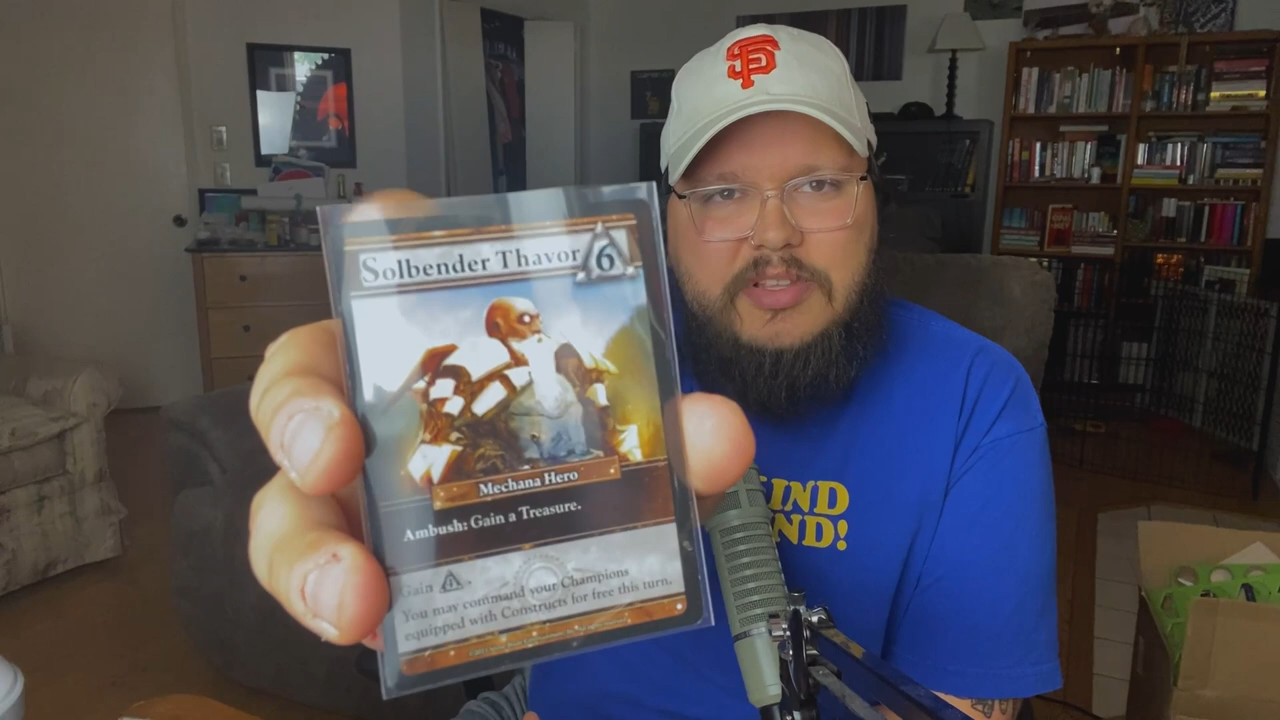 SF
Solbender Thavor 6
Mechana Hero
Ambush: Gain a Treasure.
Gain
You may command your Champions
equipped with Constructs for free this turn.
IND
ND!